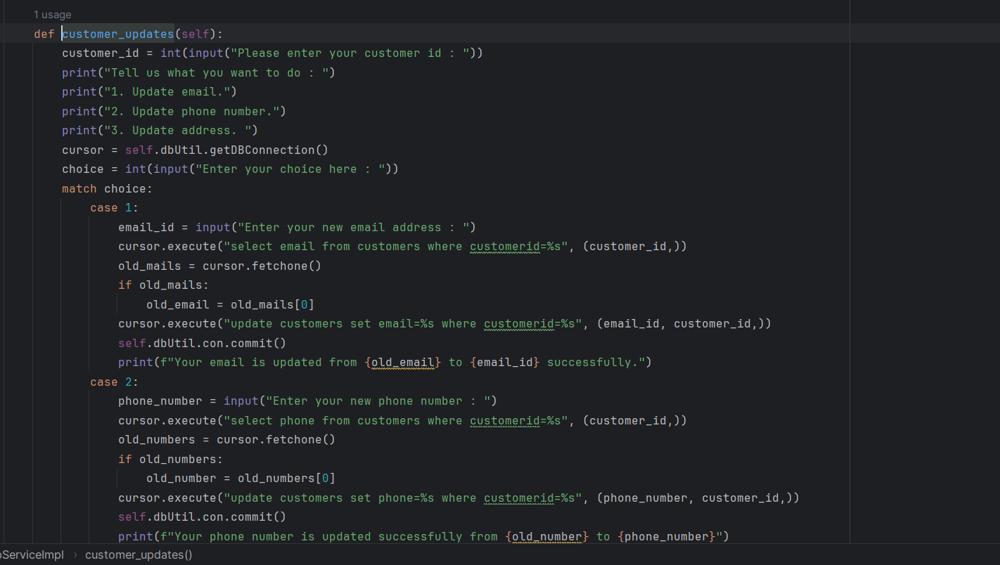 1 usage
def customer_updates(self):
customer_id = int(input("Please enter your customer id : "))
print("Tell us what you want to do : ")
print("1. Update email.")
print("2. Update phone number.")
print("3. Update address. ")
cursor = self.dbUtil.getDBConnection()
choice = int(input("Enter your choice here : "))
match choice:
case 1:
email_id = input("Enter your new email address : ")
cursor.execute("select email from customers where customerid=%s", (customer_id,))
old_mails = cursor.fetchone()
if old_mails:
old_email = old_mails[0]
cursor.execute("update customers set email=%s where customerid=%s", (email_id, customer_id,))
self.dbUtil.con.commit()
print(f"Your email is updated from {old_email} to {email_id} successfully.")
case 2:
phone_number = input("Enter your new phone number : ")
cursor.execute("select phone from customers where customerid=%s", (customer_id,))
old_numbers = cursor.fetchone()
if old_numbers:
old_number = old_numbers[0]
cursor.execute("update customers set phone=%s where customerid=%s", (phone_number, customer_id,))
self.dbUtil.con.commit()
print(f"Your phone number is updated successfully from {old_number} to {phone_number}")
ServiceImpl › customer_updates()